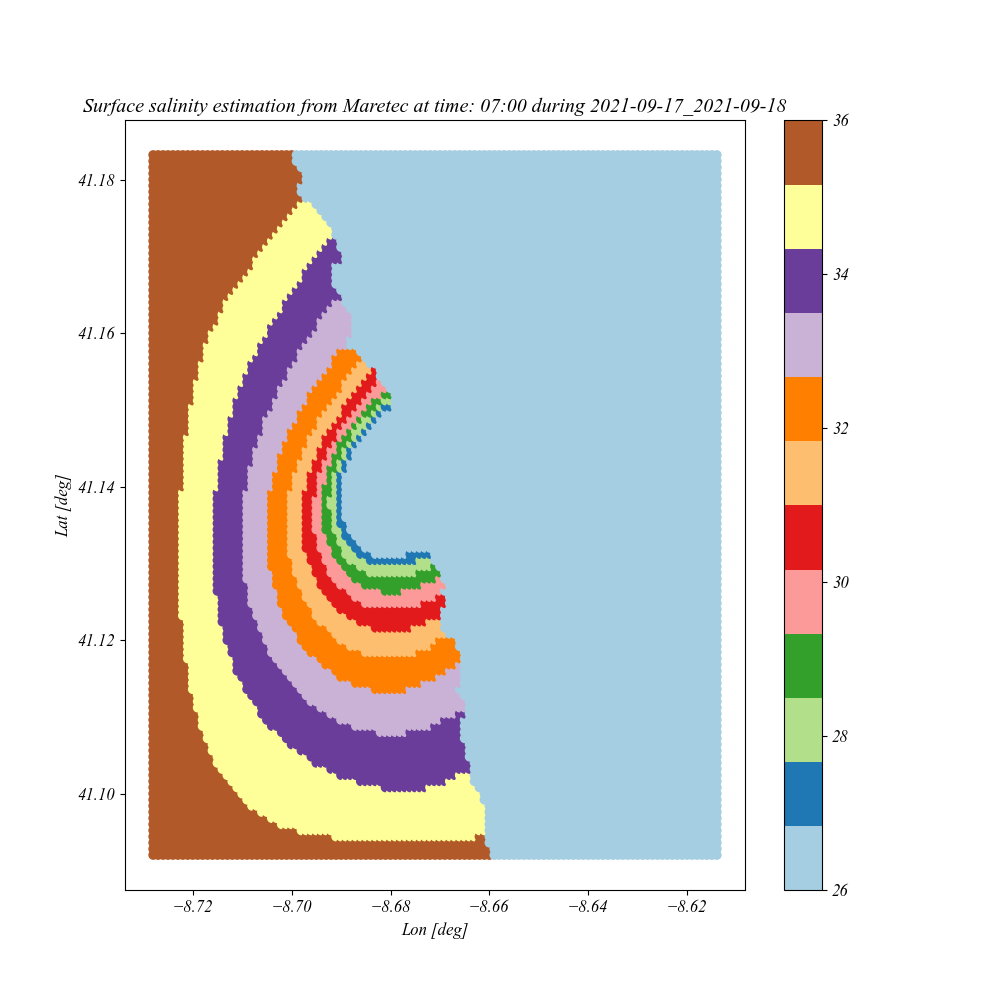 Surface salinity estimation from Maretec at time: 07:00 during 2021-09-17_2021-09-18
36
41.18
34
41.16
32
Lat [deg]
41.14
30
41.12
28
41.10
26
−8.72 −8.70 −8.68 −8.66 −8.64 −8.62
Lon [deg]